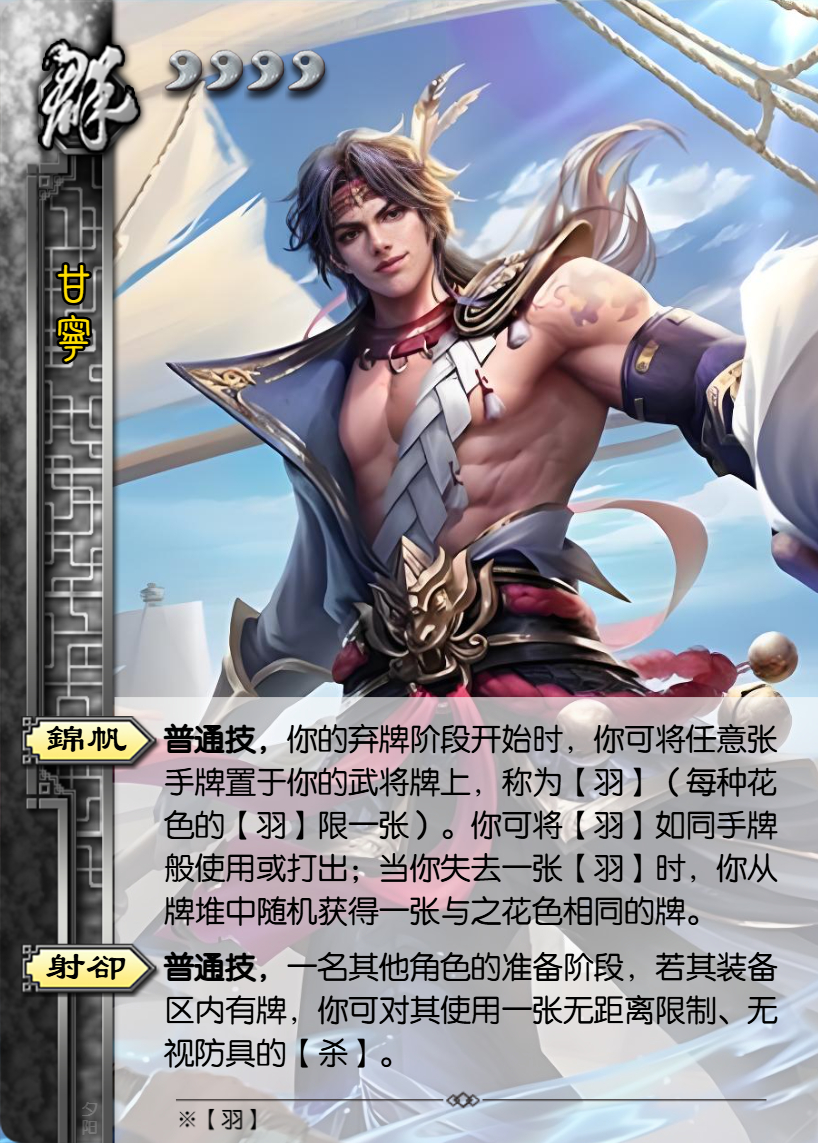 群
甘寧
錦帆
普通技，你的弃牌阶段开始时，你可将任意张
手牌置于你的武将牌上，称为【羽】（每种花
色的【羽】限一张）。你可将【羽】如同手牌
般使用或打出；当你失去一张【羽】时，你从
牌堆中随机获得一张与之花色相同的牌。
射卻
普通技，一名其他角色的准备阶段，若其装备
区内有牌，你可对其使用一张无距离限制、无
视防具的【杀】。
※【羽】
夕阳